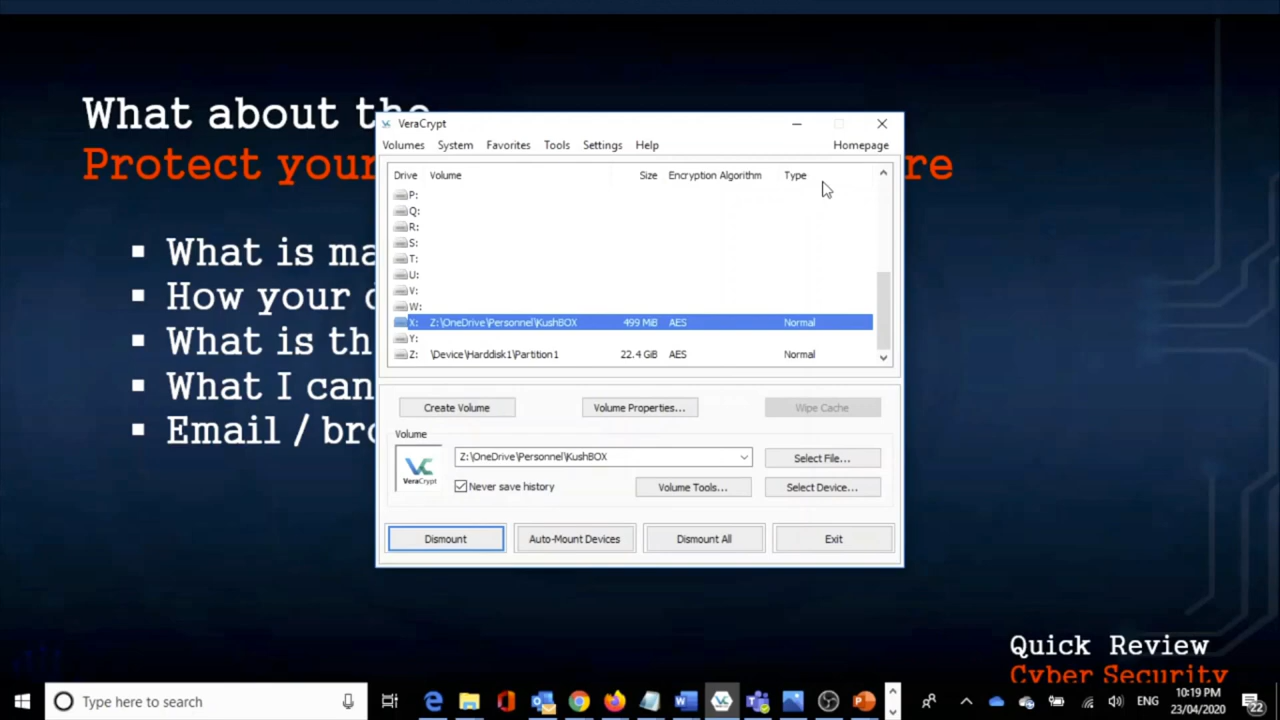 What about the
Protect your
re
What is ma
How your d
What is th
What I can
Email / bro
VeraCrypt
Volumes System Favorites Tools Settings Help Homepage
Drive Volume Size Encryption Algorithm Type
P:
Q:
R:
S:
T:
U:
V:
W:
X: Z:\OneDrive\Personnel\KushBOX 499 MiB AES Normal
Y:
Z: \Device\Harddisk1\Partition1 22.4 GiB AES Normal
Create Volume Volume Properties... Wipe Cache
Volume
VeraCrypt
Z:\OneDrive\Personnel\KushBOX Select File...
Never save history Volume Tools... Select Device...
Dismount Auto-Mount Devices Dismount All Exit
Quick Review
Cyber Security
Type here to search
ENG
10:19 PM
23/04/2020
22